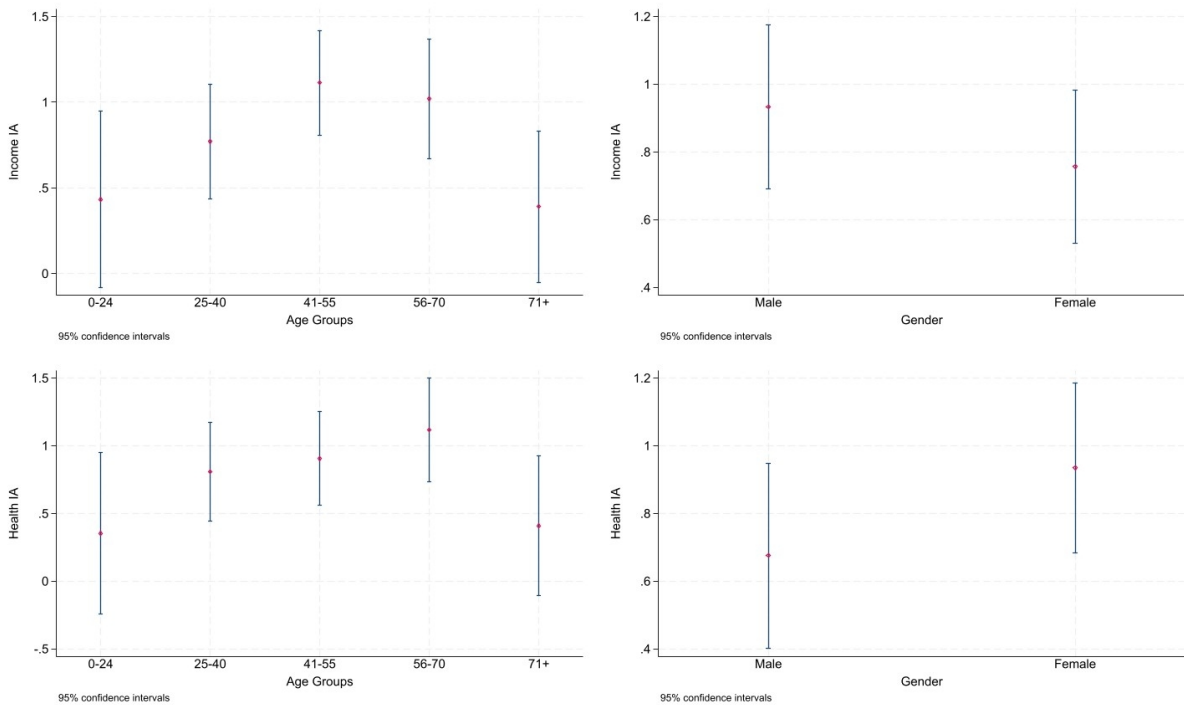 1.5
1
.5
0
Income IA
0-24 25-40 41-55 56-70 71+
Age Groups
95% confidence intervals
1.2
1
.8
.6
.4
Income IA
Male Female
Gender
95% confidence intervals
1.5
1
.5
0
-.5
Health IA
0-24 25-40 41-55 56-70 71+
Age Groups
95% confidence intervals
1.2
1
.8
.6
.4
Health IA
Male Female
Gender
95% confidence intervals